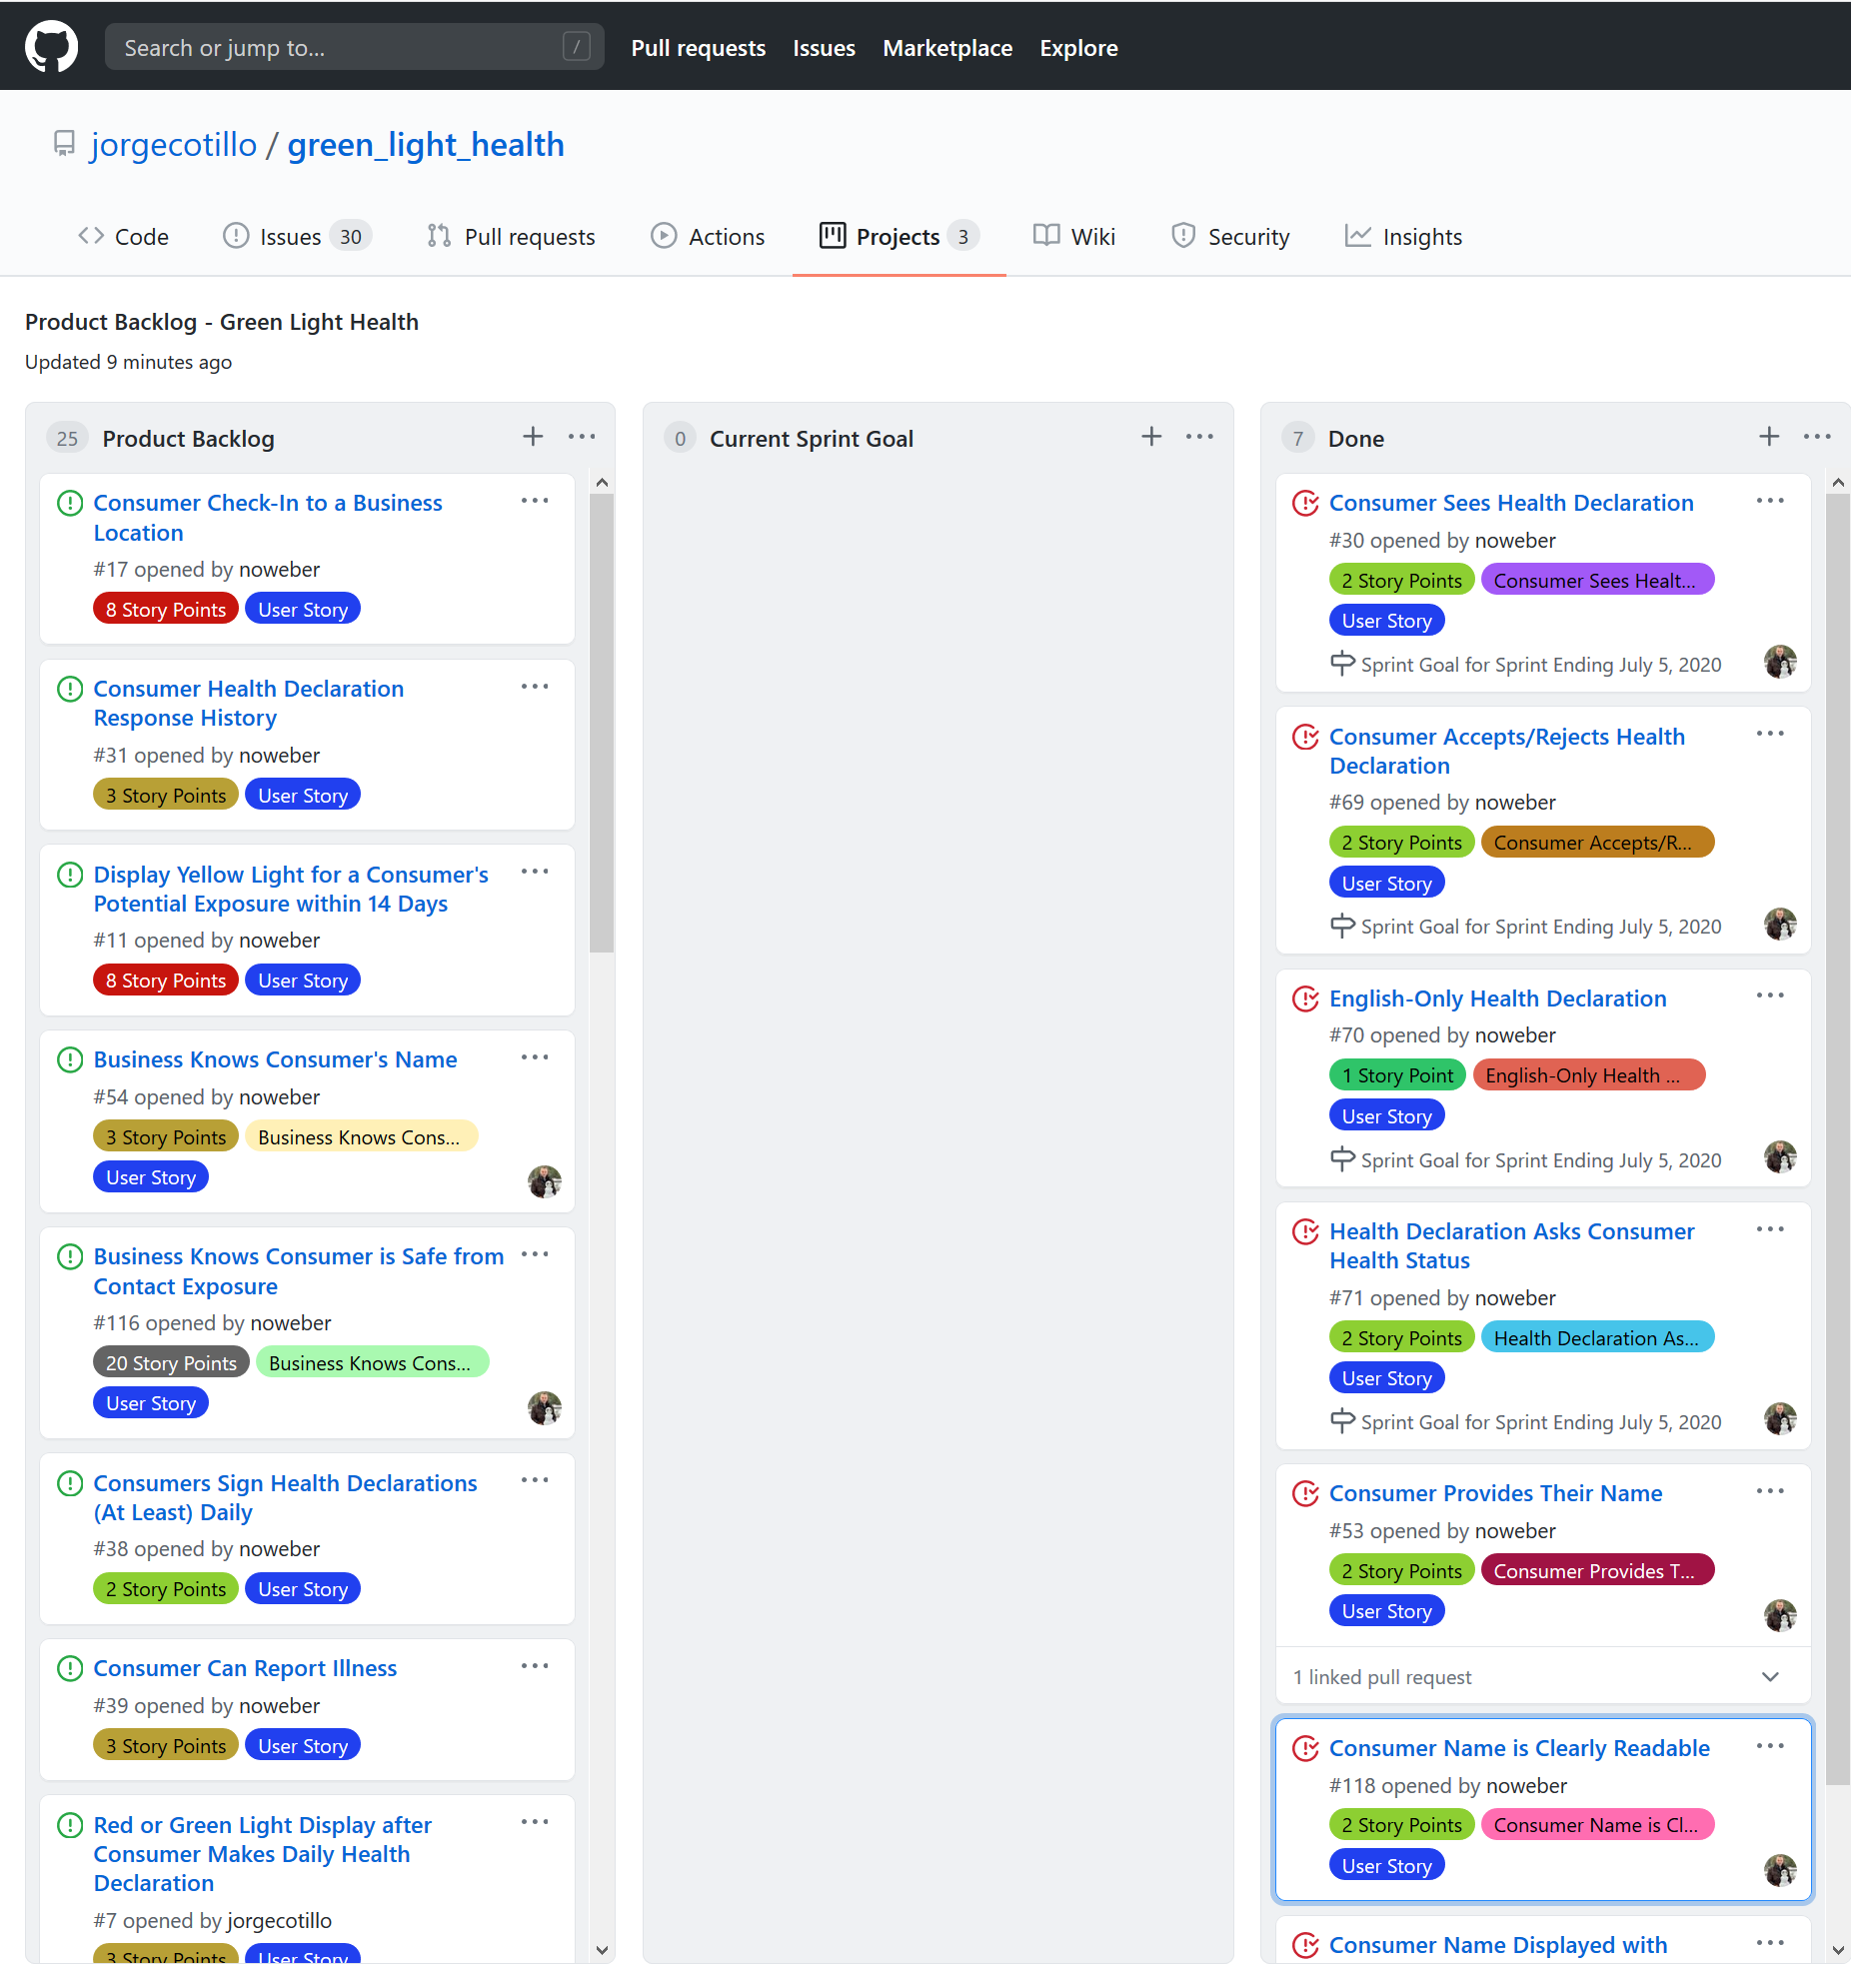 Search or jump to...
/
Pull requests
Issues
Marketplace
Explore
jorgecotillo / green_light_health
Code
Issues 30
Pull requests
Actions
Projects 3
Wiki
Security
Insights
Product Backlog - Green Light Health
Updated 9 minutes ago
25 Product Backlog
Consumer Check-In to a Business
Location
#17 opened by noweber
8 Story Points User Story
Consumer Health Declaration
Response History
#31 opened by noweber
3 Story Points User Story
Display Yellow Light for a Consumer's
Potential Exposure within 14 Days
#11 opened by noweber
8 Story Points User Story
Business Knows Consumer's Name
#54 opened by noweber
3 Story Points Business Knows Cons...
User Story
Business Knows Consumer is Safe from
Contact Exposure
#116 opened by noweber
20 Story Points Business Knows Cons...
User Story
Consumers Sign Health Declarations
(At Least) Daily
#38 opened by noweber
2 Story Points User Story
Consumer Can Report Illness
#39 opened by noweber
3 Story Points User Story
Red or Green Light Display after
Consumer Makes Daily Health
Declaration
#7 opened by jorgecotillo
3 Story Points User Story
0 Current Sprint Goal
7 Done
Consumer Sees Health Declaration
#30 opened by noweber
2 Story Points Consumer Sees Healt...
User Story
Sprint Goal for Sprint Ending July 5, 2020
Consumer Accepts/Rejects Health
Declaration
#69 opened by noweber
2 Story Points Consumer Accepts/R...
User Story
Sprint Goal for Sprint Ending July 5, 2020
English-Only Health Declaration
#70 opened by noweber
1 Story Point English-Only Health ...
User Story
Sprint Goal for Sprint Ending July 5, 2020
Health Declaration Asks Consumer
Health Status
#71 opened by noweber
2 Story Points Health Declaration As...
User Story
Sprint Goal for Sprint Ending July 5, 2020
Consumer Provides Their Name
#53 opened by noweber
2 Story Points Consumer Provides T...
User Story
1 linked pull request
Consumer Name is Clearly Readable
#118 opened by noweber
2 Story Points Consumer Name is Cl...
User Story
Consumer Name Displayed with